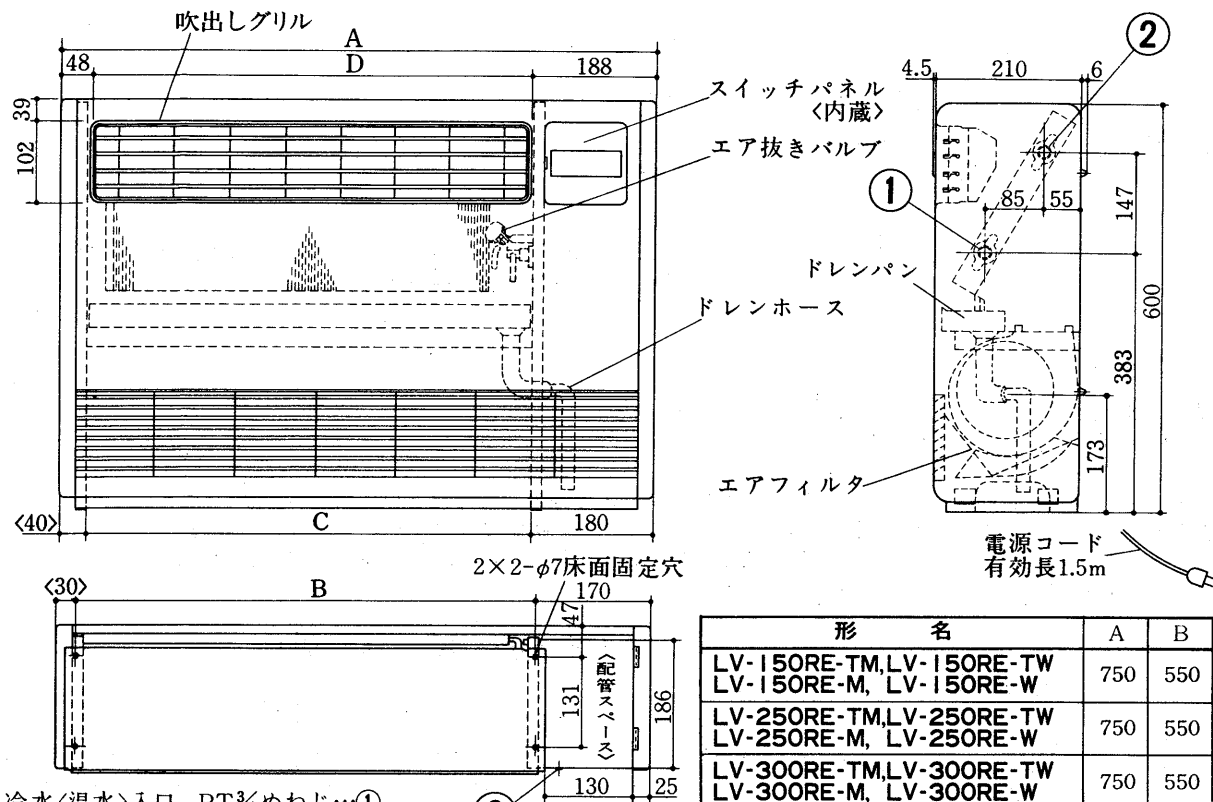 吹出しグリル
A
48 D 188
39
102
スイッチパネル
〈内蔵〉
エア抜きバルブ
ドレンホース
〈40〉 C 180
②
4.5 210 6
①
85 55
147
ドレンパン
600
383
173
エアフィルタ
電源コード
有効長1.5m
2×2-φ7床面固定穴
〈30〉 B 170
47
131
〈配管スペース〉
186
130 25
形名 A B
LV-150RE-TM,LV-150RE-TW
LV-150RE-M, LV-150RE-W
750 550
LV-250RE-TM,LV-250RE-TW
LV-250RE-M, LV-250RE-W
750 550
LV-300RE-TM,LV-300RE-TW
LV-300RE-M, LV-300RE-W
750 550